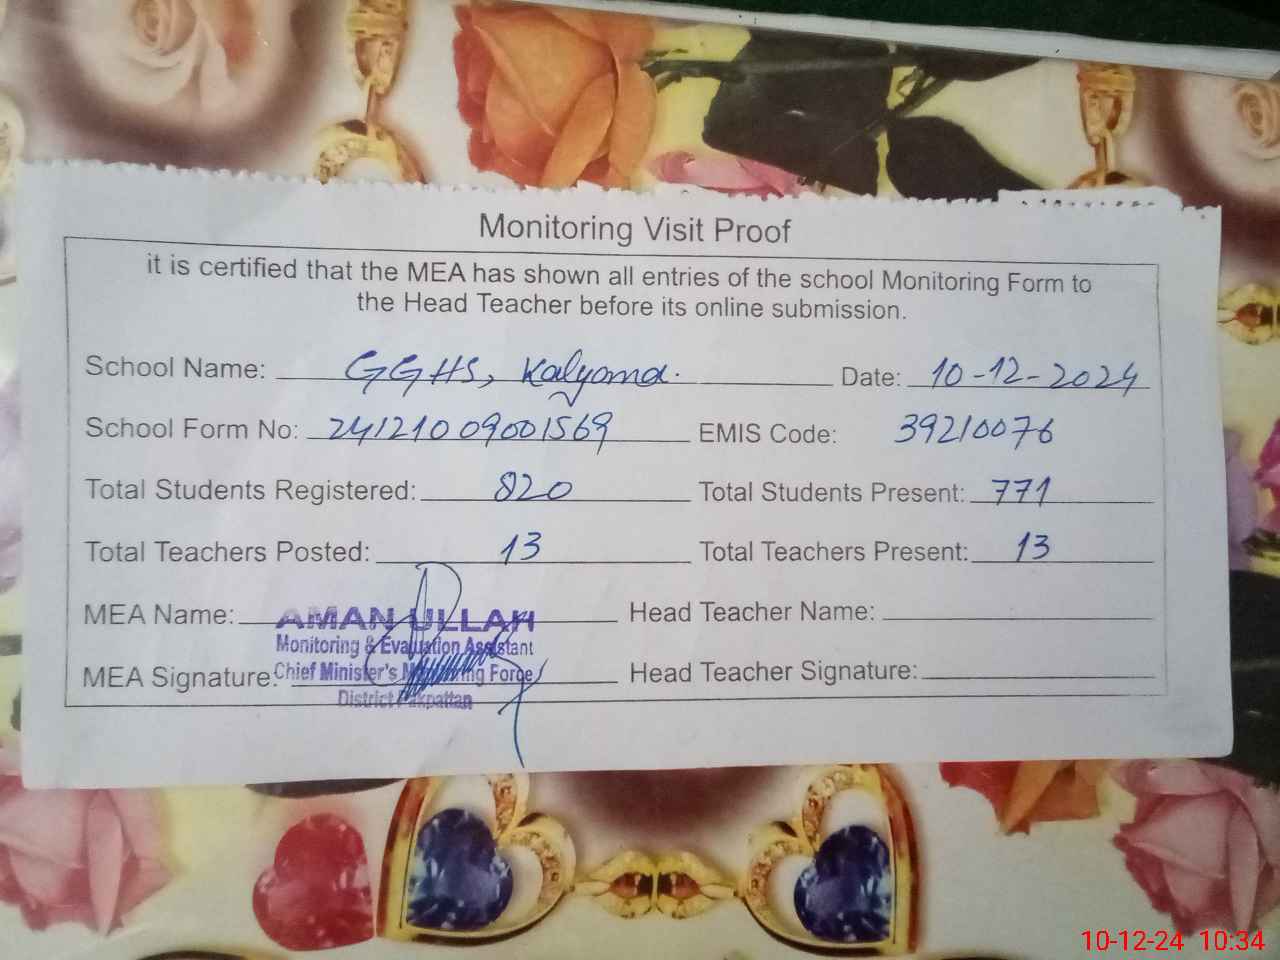 Monitoring Visit Proof
it is certified that the MEA has shown all entries of the school Monitoring Form to
the Head Teacher before its online submission.
School Name: GGHS, Kalyana. Date: 10-12-2024
School Form No: 24121009001569 EMIS Code: 39210076
Total Students Registered: 820 Total Students Present: 771
Total Teachers Posted: 13 Total Teachers Present: 13
MEA Name: AMAN ULLAH Head Teacher Name:
Monitoring & Evaluation Assistant
MEA Signature: Chief Minister's Monitoring Force Head Teacher Signature:
District Pakpattan
10-12-24 10:34